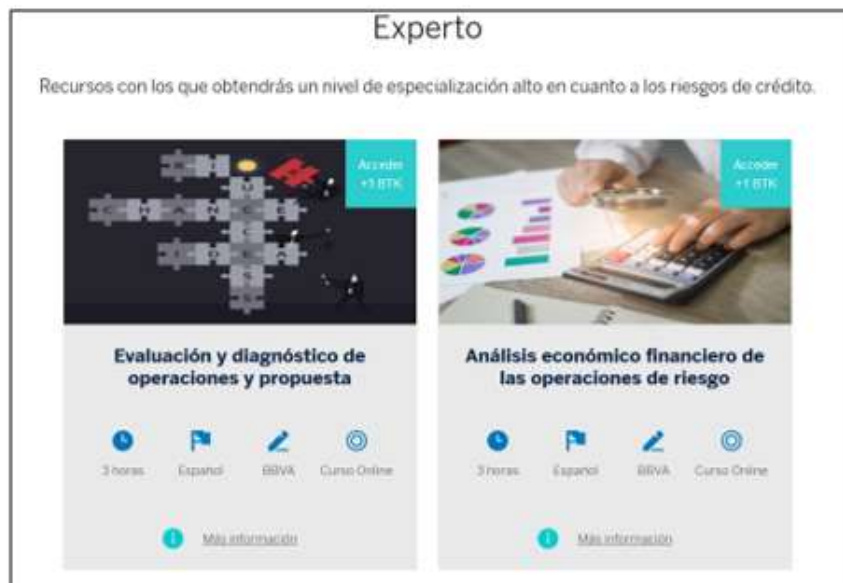 Experto
Recursos con los que obtendrás un nivel de especialización alto en cuanto a los riesgos de crédito.
Acceder
+1 BTK
Acceder
+1 BTK
Evaluación y diagnóstico de
operaciones y propuesta
Análisis económico financiero de
las operaciones de riesgo
3 horas Español BBVA Curso Online
3 horas Español BBVA Curso Online
Más información
Más información